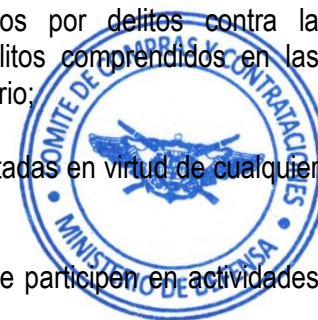 os por delitos contra la
litos comprendidos en las
rio;
tadas en virtud de cualquier
e participen en actividades
COMITE DE COMPRAS Y CONTRATACIONES
MINISTERIO DE DEFENSA